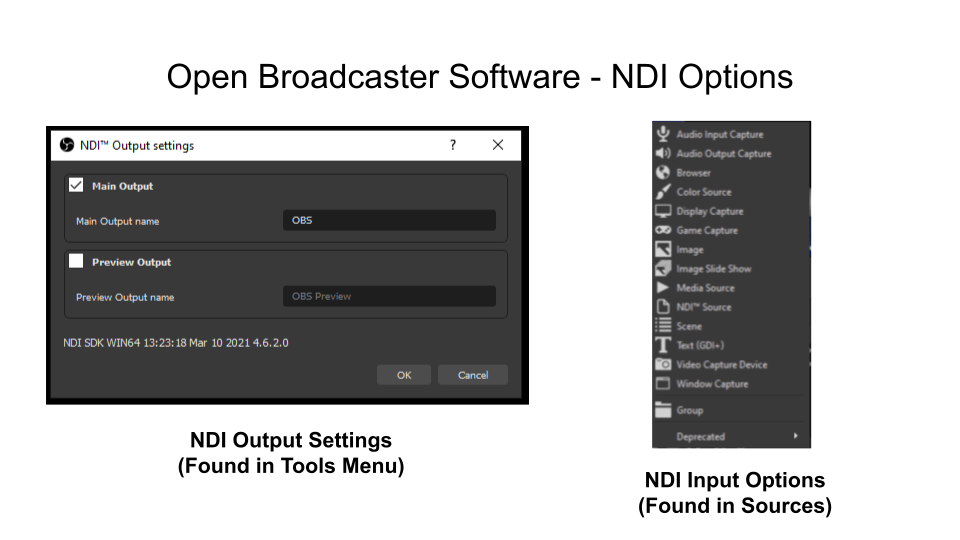 Open Broadcaster Software - NDI Options
NDI™ Output settings
?
Main Output
Main Output name
OBS
Preview Output
Preview Output name
OBS Preview
NDI SDK WIN64 13:23:18 Mar 10 2021 4.6.2.0
OK
Cancel
NDI Output Settings
(Found in Tools Menu)
Audio Input Capture
Audio Output Capture
Browser
Color Source
Display Capture
Game Capture
Image
Image Slide Show
Media Source
NDI™ Source
Scene
Text (GDI+)
Video Capture Device
Window Capture
Group
Deprecated
NDI Input Options
(Found in Sources)